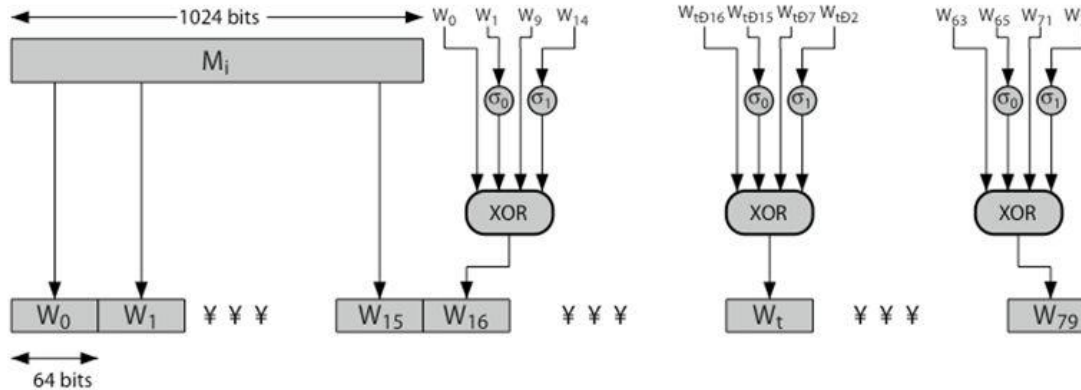 1024 bits
W0 W1 W9 W14 WtÐ16 WtÐ15 WtÐ7 WtÐ2 W63 W65 W71
Mi
σ0 σ1 σ0 σ1 σ0 σ1
XOR XOR XOR
W0 W1 ¥ ¥ ¥ W15 W16 ¥ ¥ ¥ Wt ¥ ¥ ¥ W79
64 bits